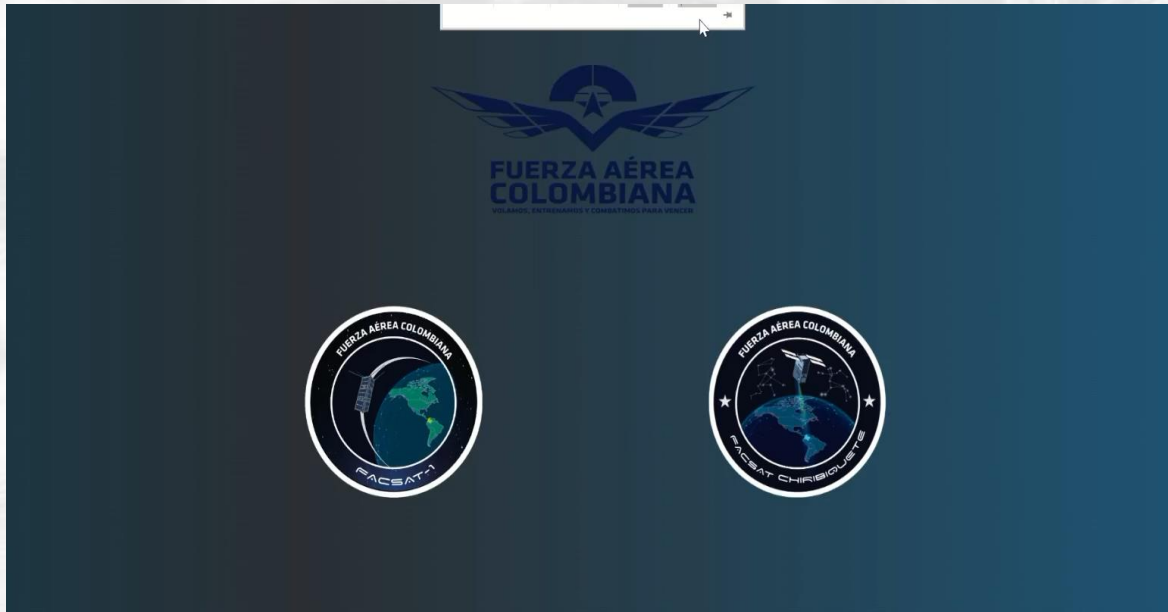 FUERZA AÉREA
COLOMBIANA
VOLAMOS, ENTRENAMOS Y COMBATIMOS PARA VENCER
FUERZA AÉREA COLOMBIANA
FACSAT-1
FUERZA AÉREA COLOMBIANA
FACSAT CHIRIBIQUETE